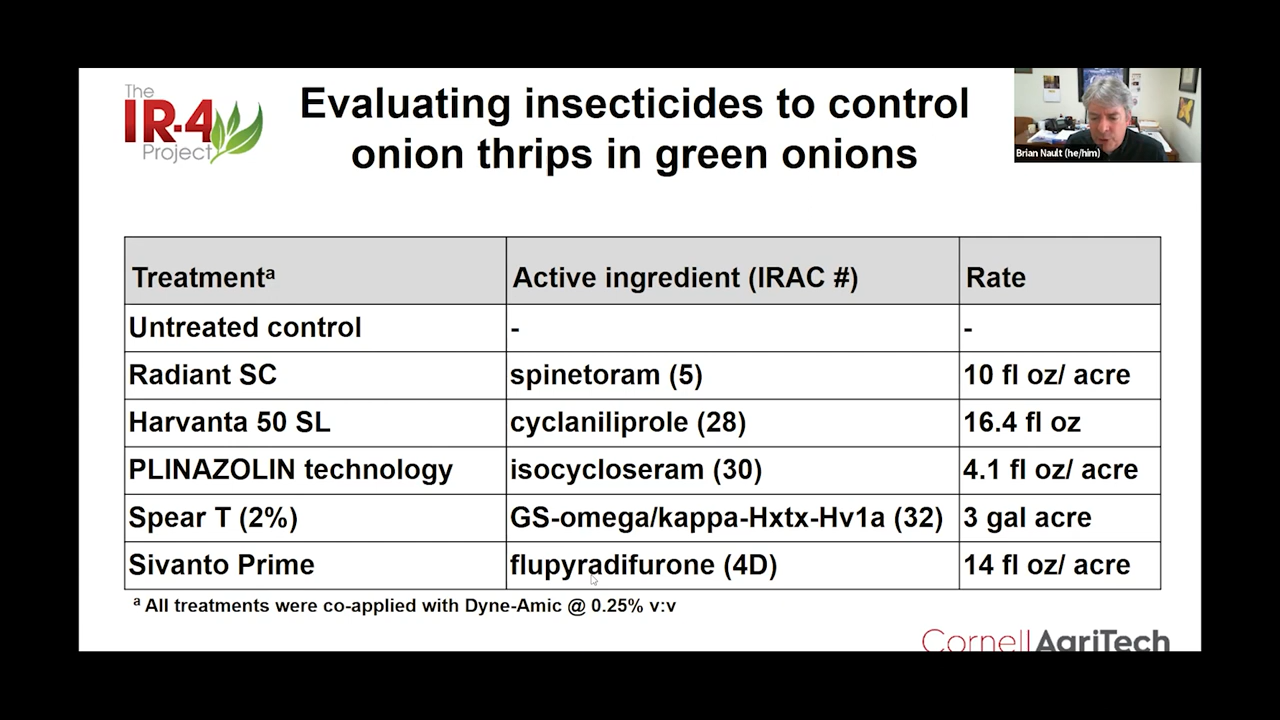 The
IR-4
Project
Evaluating insecticides to control
onion thrips in green onions
Brian Nault (he/him)
Treatmentᵃ Active ingredient (IRAC #) Rate
Untreated control - -
Radiant SC spinetoram (5) 10 fl oz/ acre
Harvanta 50 SL cyclaniliprole (28) 16.4 fl oz
PLINAZOLIN technology isocycloseram (30) 4.1 fl oz/ acre
Spear T (2%) GS-omega/kappa-Hxtx-Hv1a (32) 3 gal acre
Sivanto Prime flupyradifurone (4D) 14 fl oz/ acre
ᵃ All treatments were co-applied with Dyne-Amic @ 0.25% v:v
CornellAgriTech